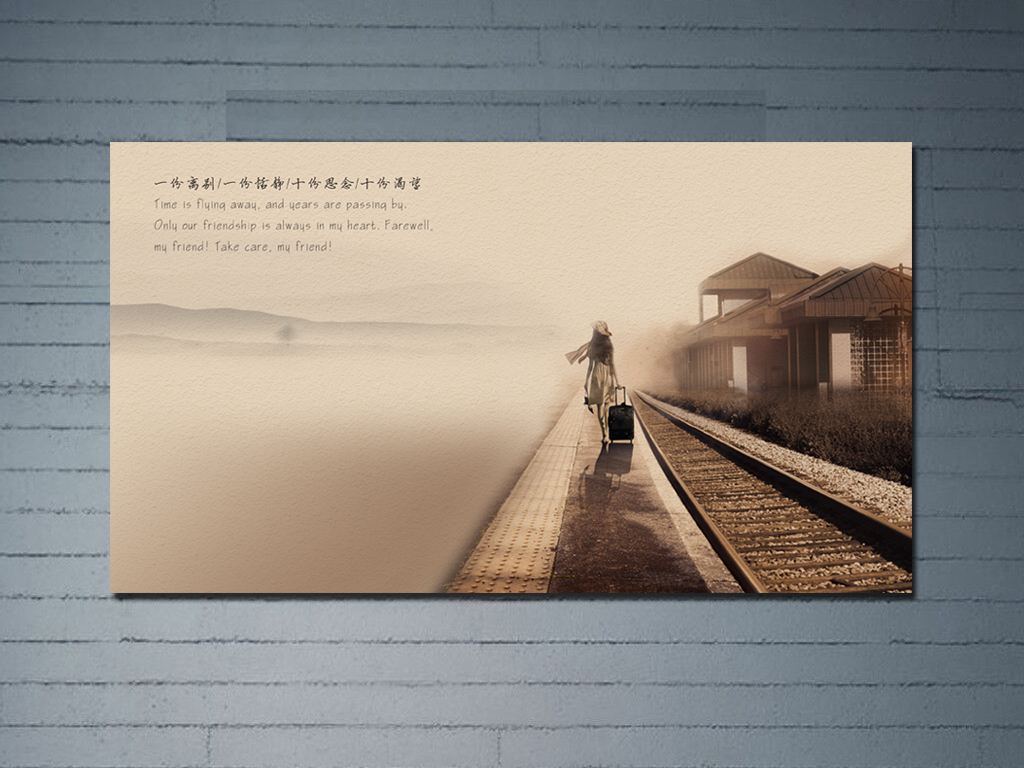 一份离别/一份恬静/十份思念/十份渴望
Time is flying away, and years are passing by.
Only our friendship is always in my heart. Farewell,
my friend! Take care, my friend!